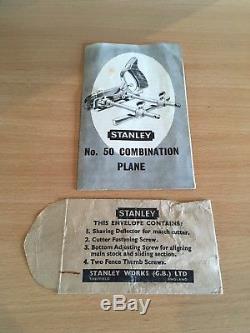 STANLEY
No. 50 COMBINATION
PLANE
STANLEY
THIS ENVELOPE CONTAINS:
1. Shaving Deflector for match cutter.
2. Cutter Fastening Screw.
3. Bottom Adjusting Screw for aligning
main stock and sliding section.
4. Two Fence Thumb Screws.
STANLEY WORKS (G.B.) LTD
SHEFFIELD ENGLAND